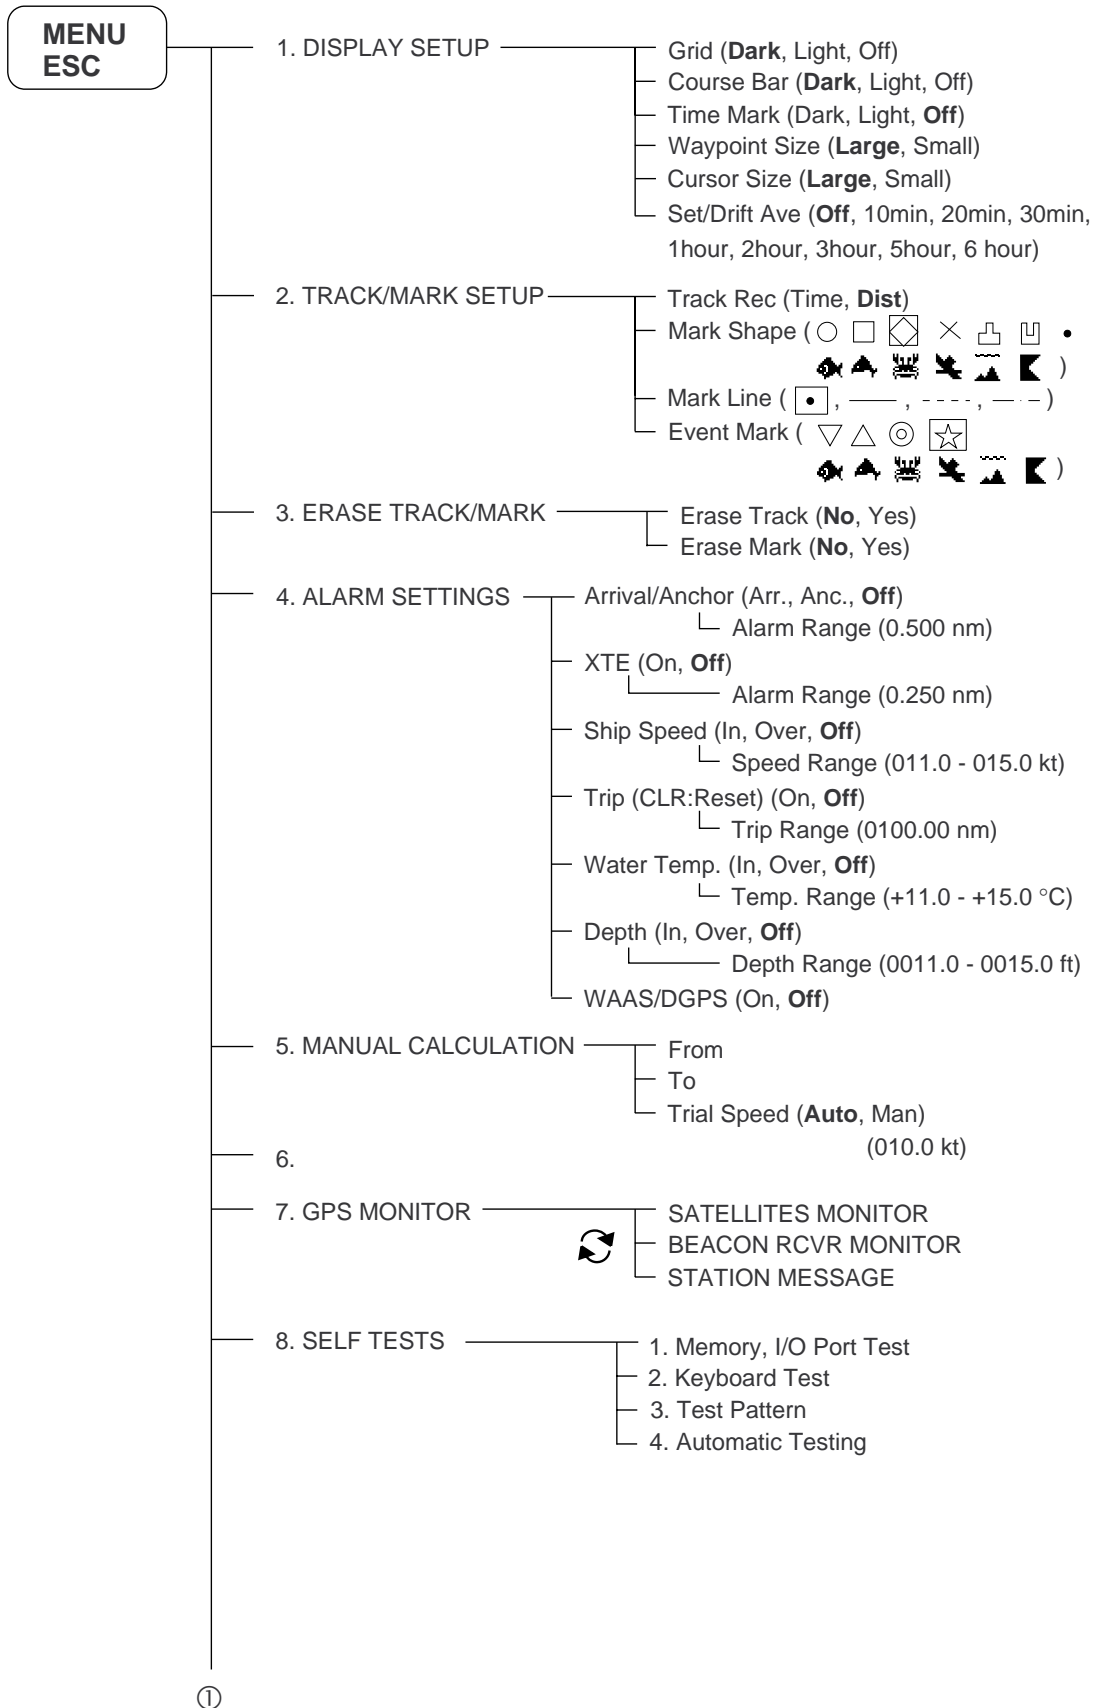 MENU
ESC
1. DISPLAY SETUP
Grid (Dark, Light, Off)
Course Bar (Dark, Light, Off)
Time Mark (Dark, Light, Off)
Waypoint Size (Large, Small)
Cursor Size (Large, Small)
Set/Drift Ave (Off, 10min, 20min, 30min,
1hour, 2hour, 3hour, 5hour, 6 hour)
2. TRACK/MARK SETUP
Track Rec (Time, Dist)
Mark Shape (
)
Mark Line ( , , , )
Event Mark (
)
3. ERASE TRACK/MARK
Erase Track (No, Yes)
Erase Mark (No, Yes)
4. ALARM SETTINGS
Arrival/Anchor (Arr., Anc., Off)
Alarm Range (0.500 nm)
XTE (On, Off)
Alarm Range (0.250 nm)
Ship Speed (In, Over, Off)
Speed Range (011.0 - 015.0 kt)
Trip (CLR:Reset) (On, Off)
Trip Range (0100.00 nm)
Water Temp. (In, Over, Off)
Temp. Range (+11.0 - +15.0 °C)
Depth (In, Over, Off)
Depth Range (0011.0 - 0015.0 ft)
WAAS/DGPS (On, Off)
5. MANUAL CALCULATION
From
To
Trial Speed (Auto, Man)
(010.0 kt)
6.
7. GPS MONITOR
SATELLITES MONITOR
BEACON RCVR MONITOR
STATION MESSAGE
8. SELF TESTS
1. Memory, I/O Port Test
2. Keyboard Test
3. Test Pattern
4. Automatic Testing
①